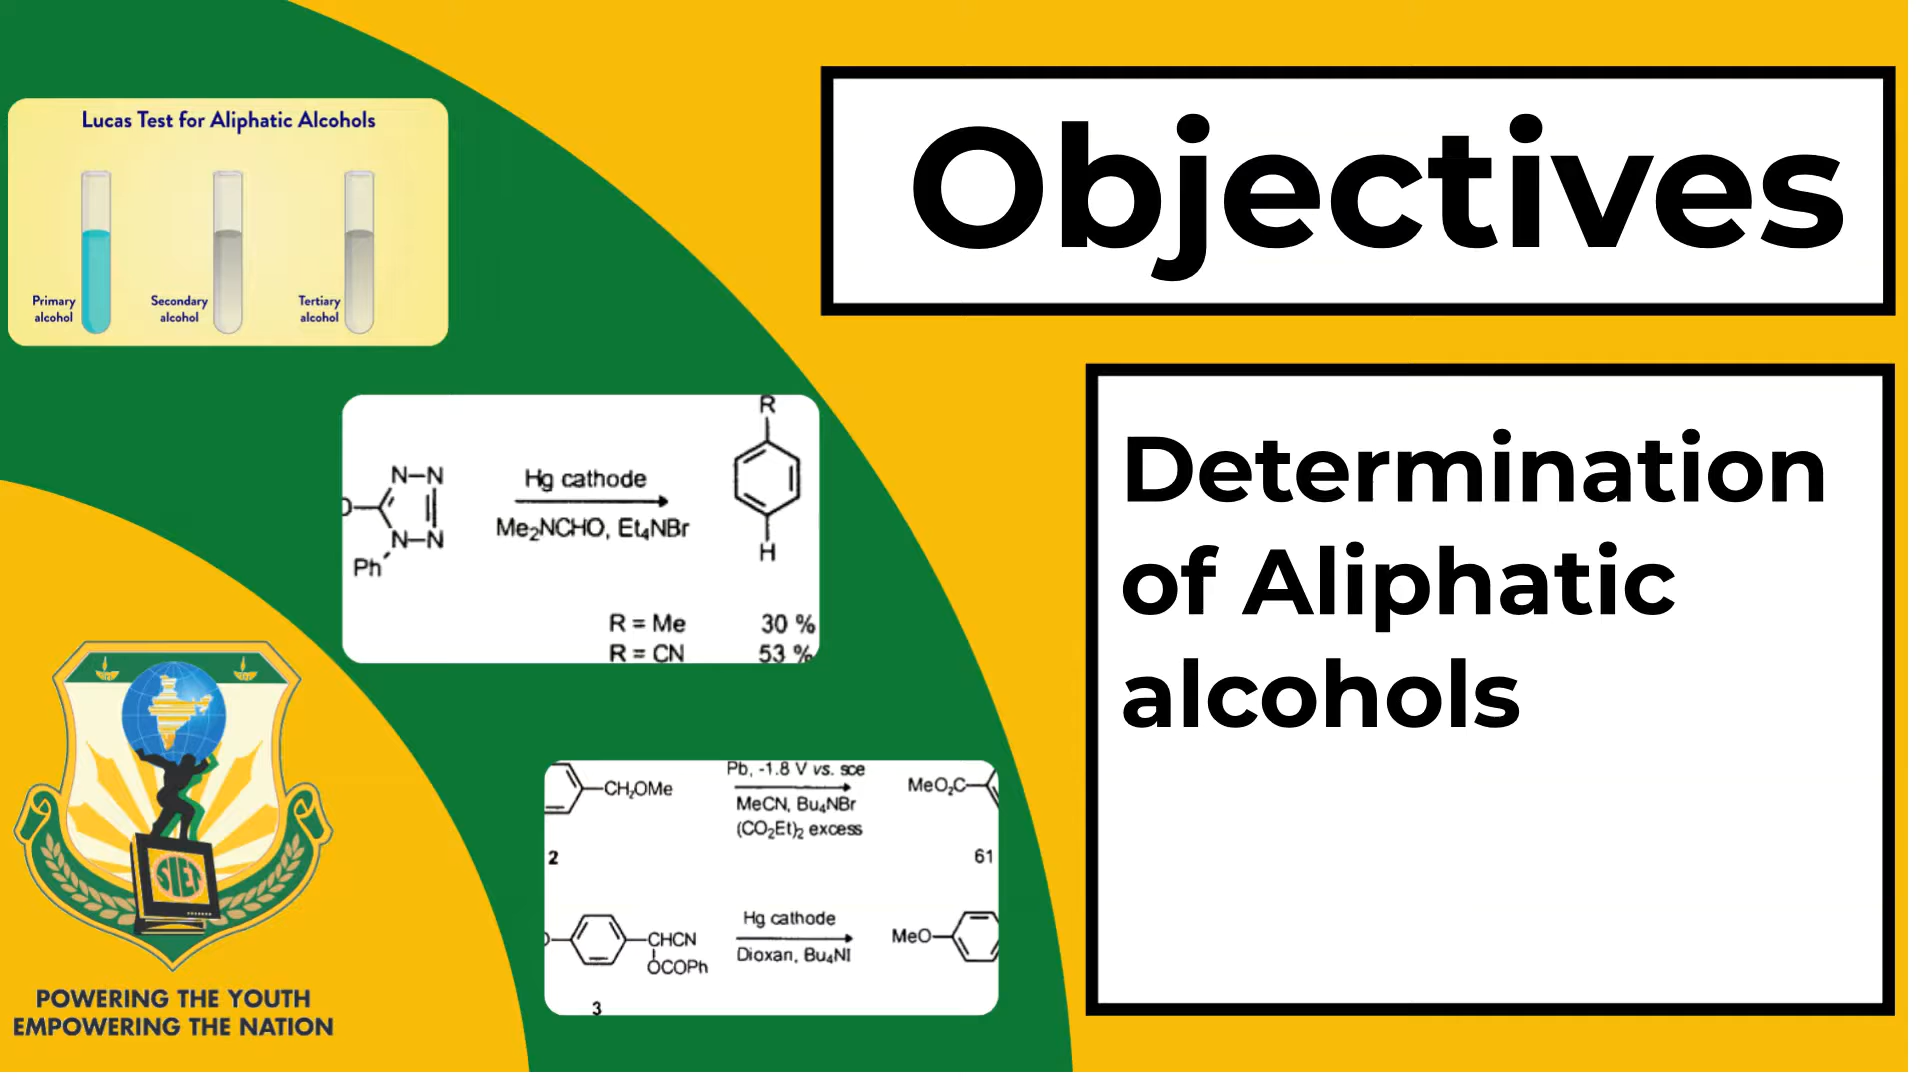 Objectives
Determination
of Aliphatic
alcohols
Lucas Test for Aliphatic Alcohols
Primary
alcohol
Secondary
alcohol
Tertiary
alcohol
R
N N
Hg cathode
N N
Me₂NCHO, Et₄NBr
Ph
H
R = Me 30 %
R = CN 53 %
Pb, -1.8 V vs. sce
CH₂OMe
MeO₂C
MeCN, Bu₄NBr
(CO₂Et)₂ excess
2 61
Hg cathode
CHCN
MeO
Dioxan, Bu₄NI
OCOPh
3
SIET
POWERING THE YOUTH
EMPOWERING THE NATION